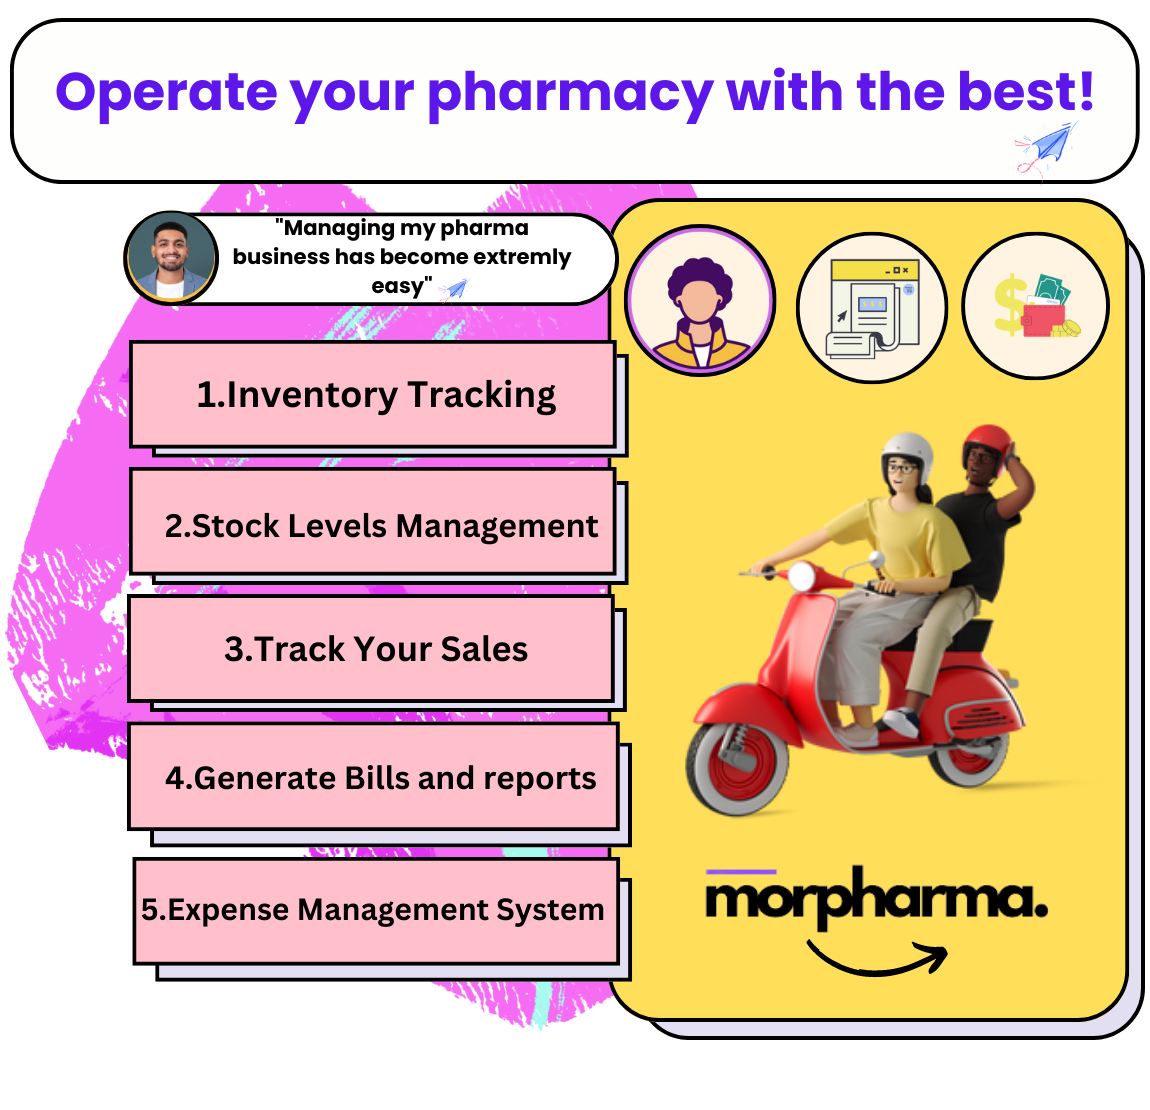 Operate your pharmacy with the best!
"Managing my pharma
business has become extremly
easy"
1.Inventory Tracking
2.Stock Levels Management
3.Track Your Sales
4.Generate Bills and reports
5.Expense Management System
morpharma.